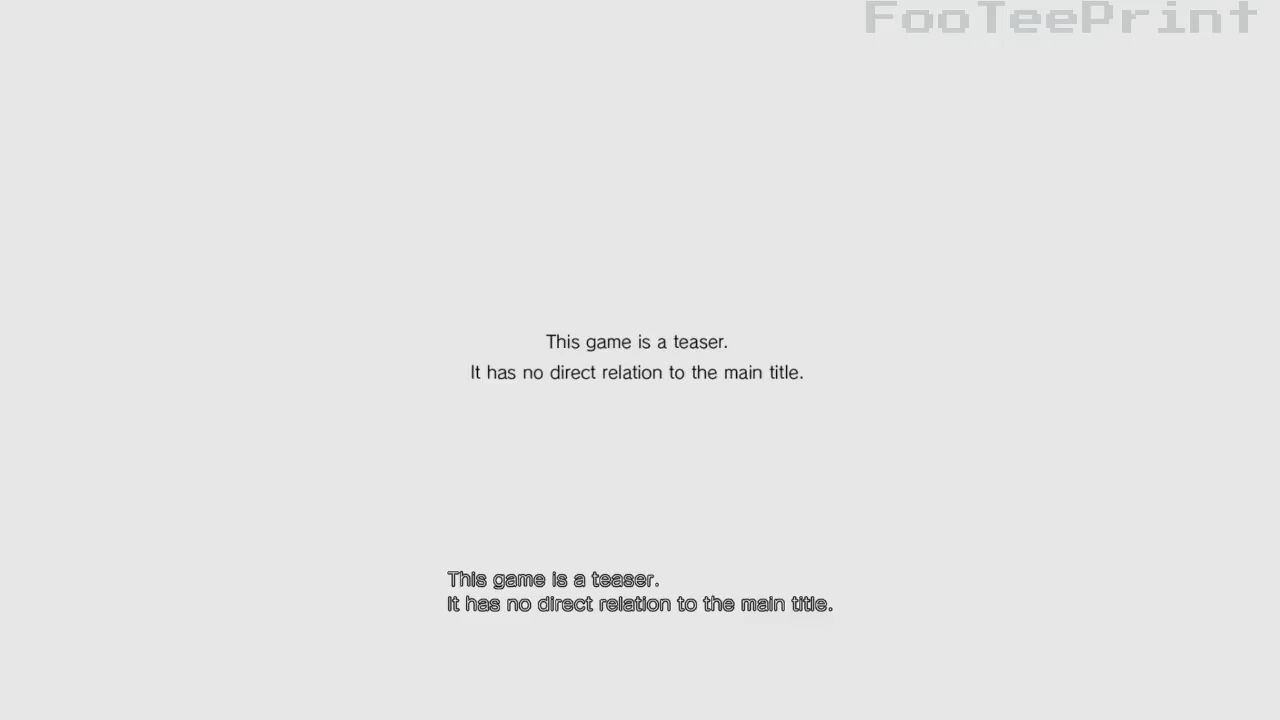 FooTeePrint
This game is a teaser.
It has no direct relation to the main title.
This game is a teaser.
It has no direct relation to the main title.